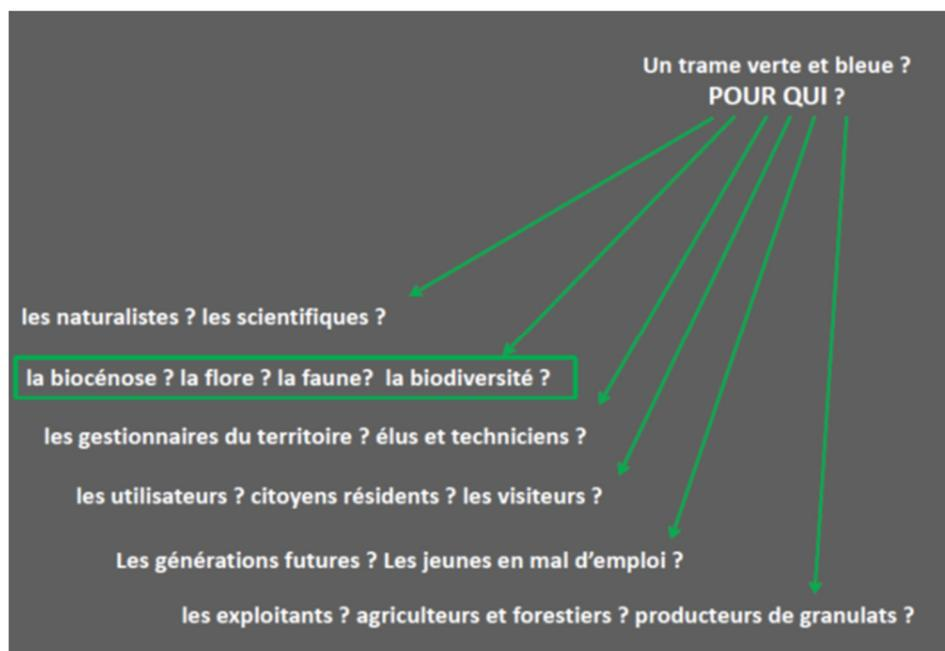 Un trame verte et bleue ?
POUR QUI ?
les naturalistes ? les scientifiques ?
la biocénose ? la flore ? la faune? la biodiversité ?
les gestionnaires du territoire ? élus et techniciens ?
les utilisateurs ? citoyens résidents ? les visiteurs ?
Les générations futures ? Les jeunes en mal d'emploi ?
les exploitants ? agriculteurs et forestiers ? producteurs de granulats ?